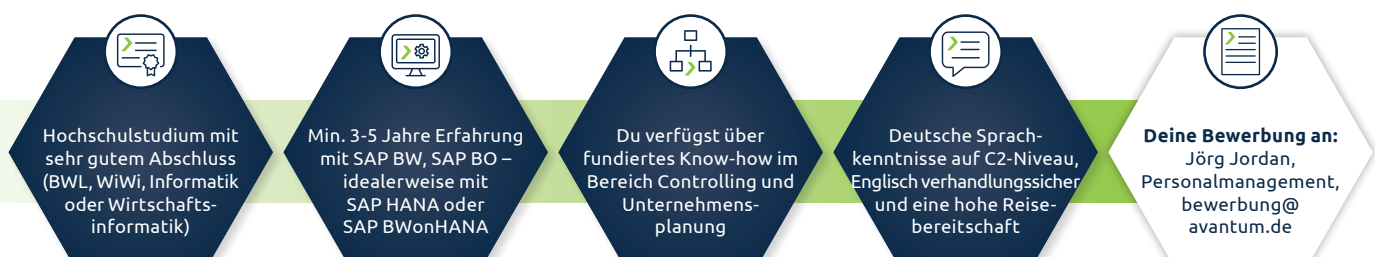 Hochschulstudium mit
sehr gutem Abschluss
(BWL, WiWi, Informatik
oder Wirtschafts-
informatik)
Min. 3-5 Jahre Erfahrung
mit SAP BW, SAP BO –
idealerweise mit
SAP HANA oder
SAP BWonHANA
Du verfügst über
fundiertes Know-how im
Bereich Controlling und
Unternehmens-
planung
Deutsche Sprach-
kenntnisse auf C2-Niveau,
Englisch verhandlungssicher
und eine hohe Reise-
bereitschaft
Deine Bewerbung an:
Jörg Jordan,
Personalmanagement,
bewerbung@
avantum.de